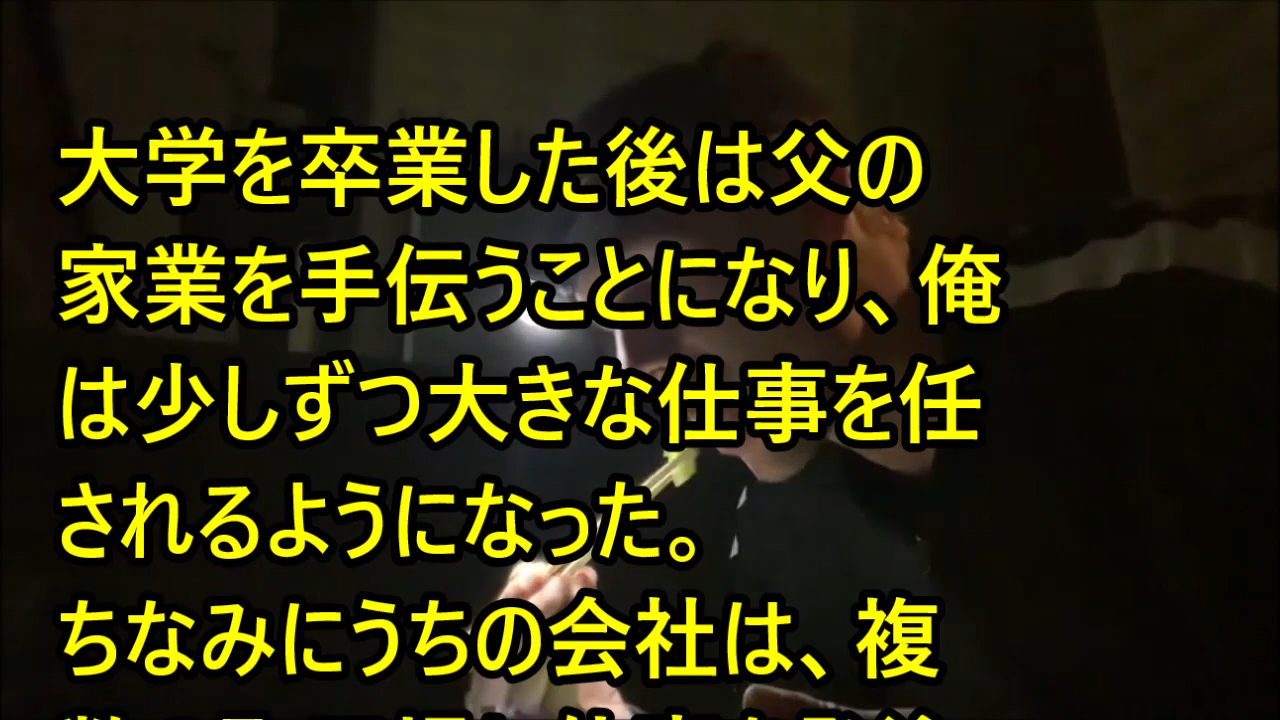 大学を卒業した後は父の
家業を手伝うことになり、俺
は少しずつ大きな仕事を任
されるようになった。
ちなみにうちの会社は、複